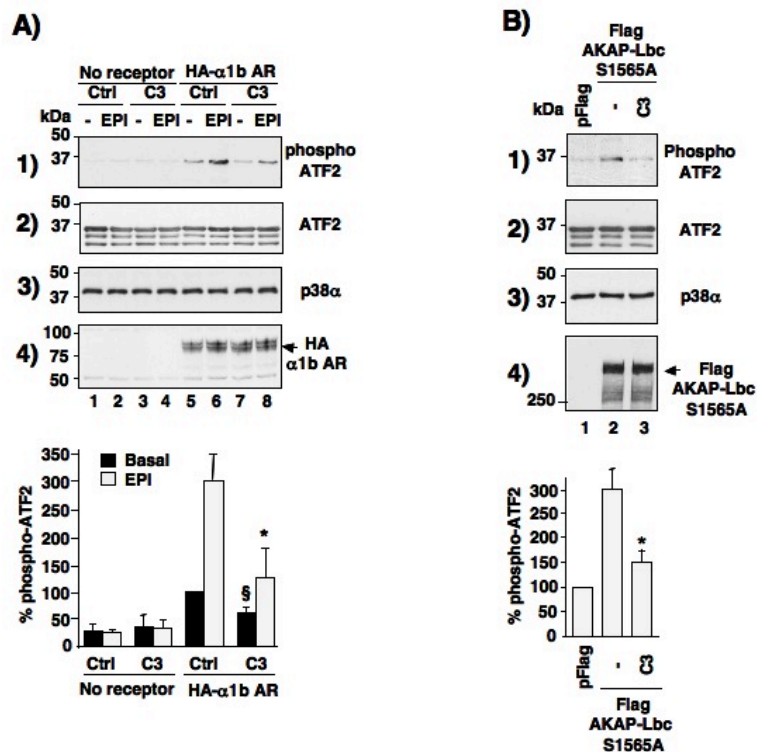 A)
No receptor HA-α1b AR
Ctrl C3 Ctrl C3
kDa - EPI - EPI - EPI - EPI
50
1) 37 phospho
ATF2
50
2) 37 ATF2
50
3) 37 p38α
100
4) 75 HA
α1b AR
50
1 2 3 4 5 6 7 8
Basal
EPI
% phospho-ATF2
350
300
250
200
150
100
50
0
§
*
Ctrl C3 Ctrl C3
No receptor HA-α1b AR
B)
Flag
AKAP-Lbc
S1565A
kDa pFlag - C3
1) 37 Phospho
ATF2
2) 37 ATF2
50
3) 37 p38α
4) Flag
AKAP-Lbc
S1565A
250
1 2 3
% phospho-ATF2
300
250
200
150
100
50
0
*
pFlag - C3
Flag
AKAP-Lbc
S1565A